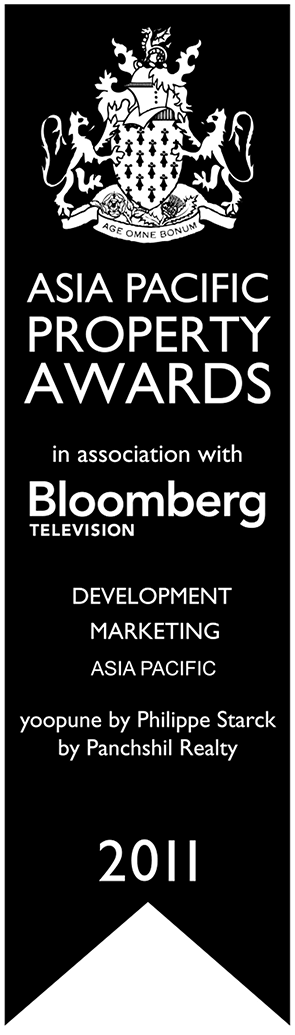 AGE OMNE BONUM
ASIA PACIFIC
PROPERTY
AWARDS
in association with
Bloomberg
TELEVISION
DEVELOPMENT
MARKETING
ASIA PACIFIC
yoopune by Philippe Starck
by Panchshil Realty
2011